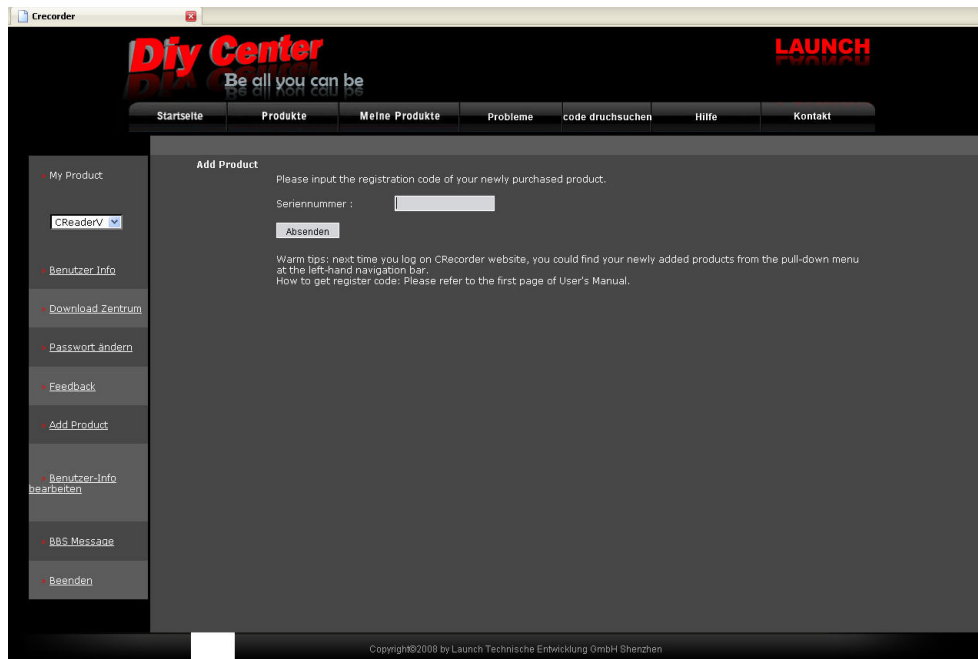 Crecorder
Diy Center
Be all you can be
LAUNCH
Startseite Produkte Meine Produkte Probleme code druchsuchen Hilfe Kontakt
My Product
CReaderV
Benutzer Info
Download Zentrum
Passwort ändern
Feedback
Add Product
Benutzer-Info
bearbeiten
BBS Message
Beenden
Add Product
Please input the registration code of your newly purchased product.
Seriennummer :
Absenden
Warm tips: next time you log on CRecorder website, you could find your newly added products from the pull-down menu
at the left-hand navigation bar.
How to get register code: Please refer to the first page of User's Manual.
Copyright©2008 by Launch Technische Entwicklung GmbH Shenzhen